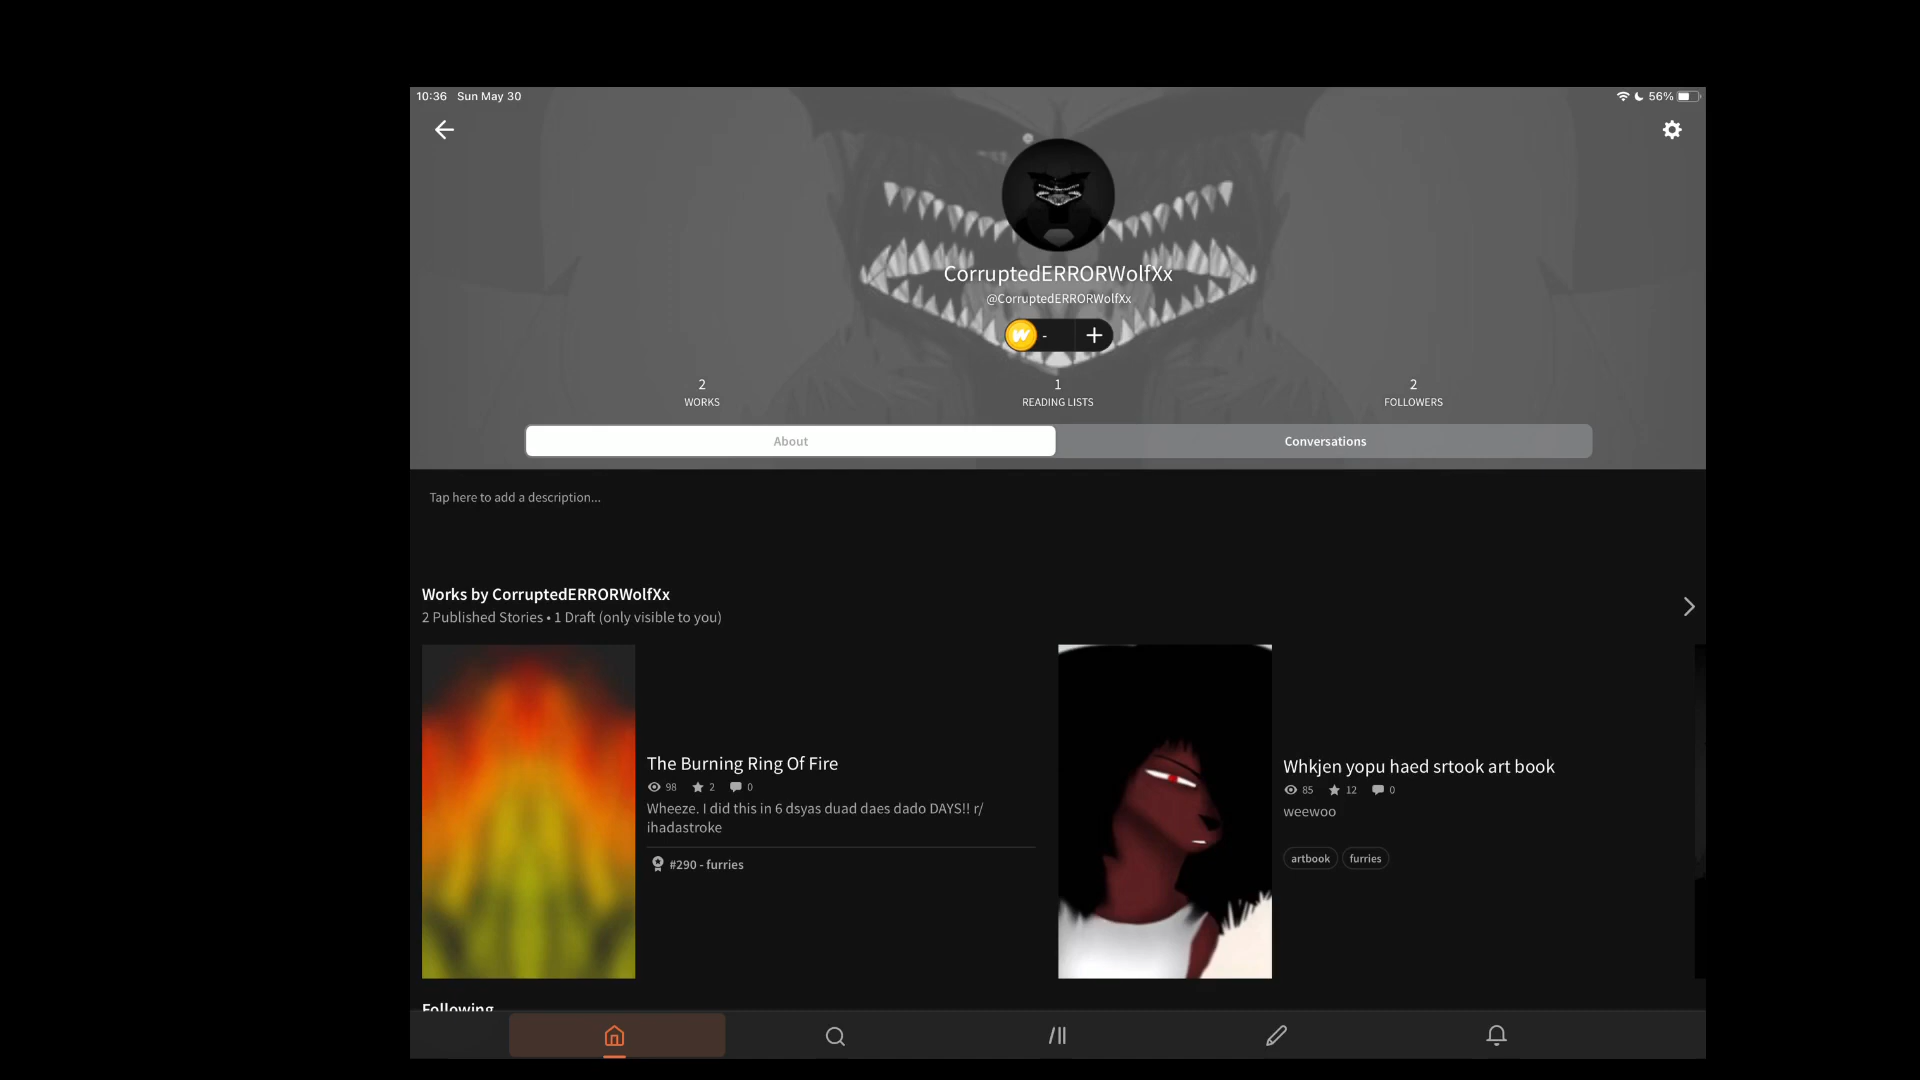 10:36 Sun May 30
56%
CorruptedERRORWolfXx
@CorruptedERRORWolfXx
-
2
WORKS
1
READING LISTS
2
FOLLOWERS
About
Conversations
Tap here to add a description...
Works by CorruptedERRORWolfXx
2 Published Stories • 1 Draft (only visible to you)
The Burning Ring Of Fire
98 2 0
Wheeze. I did this in 6 dsyas duad daes dado DAYS!! r/
ihadastroke
#290 - furries
Whkjen yopu haed srtook art book
85 12 0
weewoo
artbook furries
Following